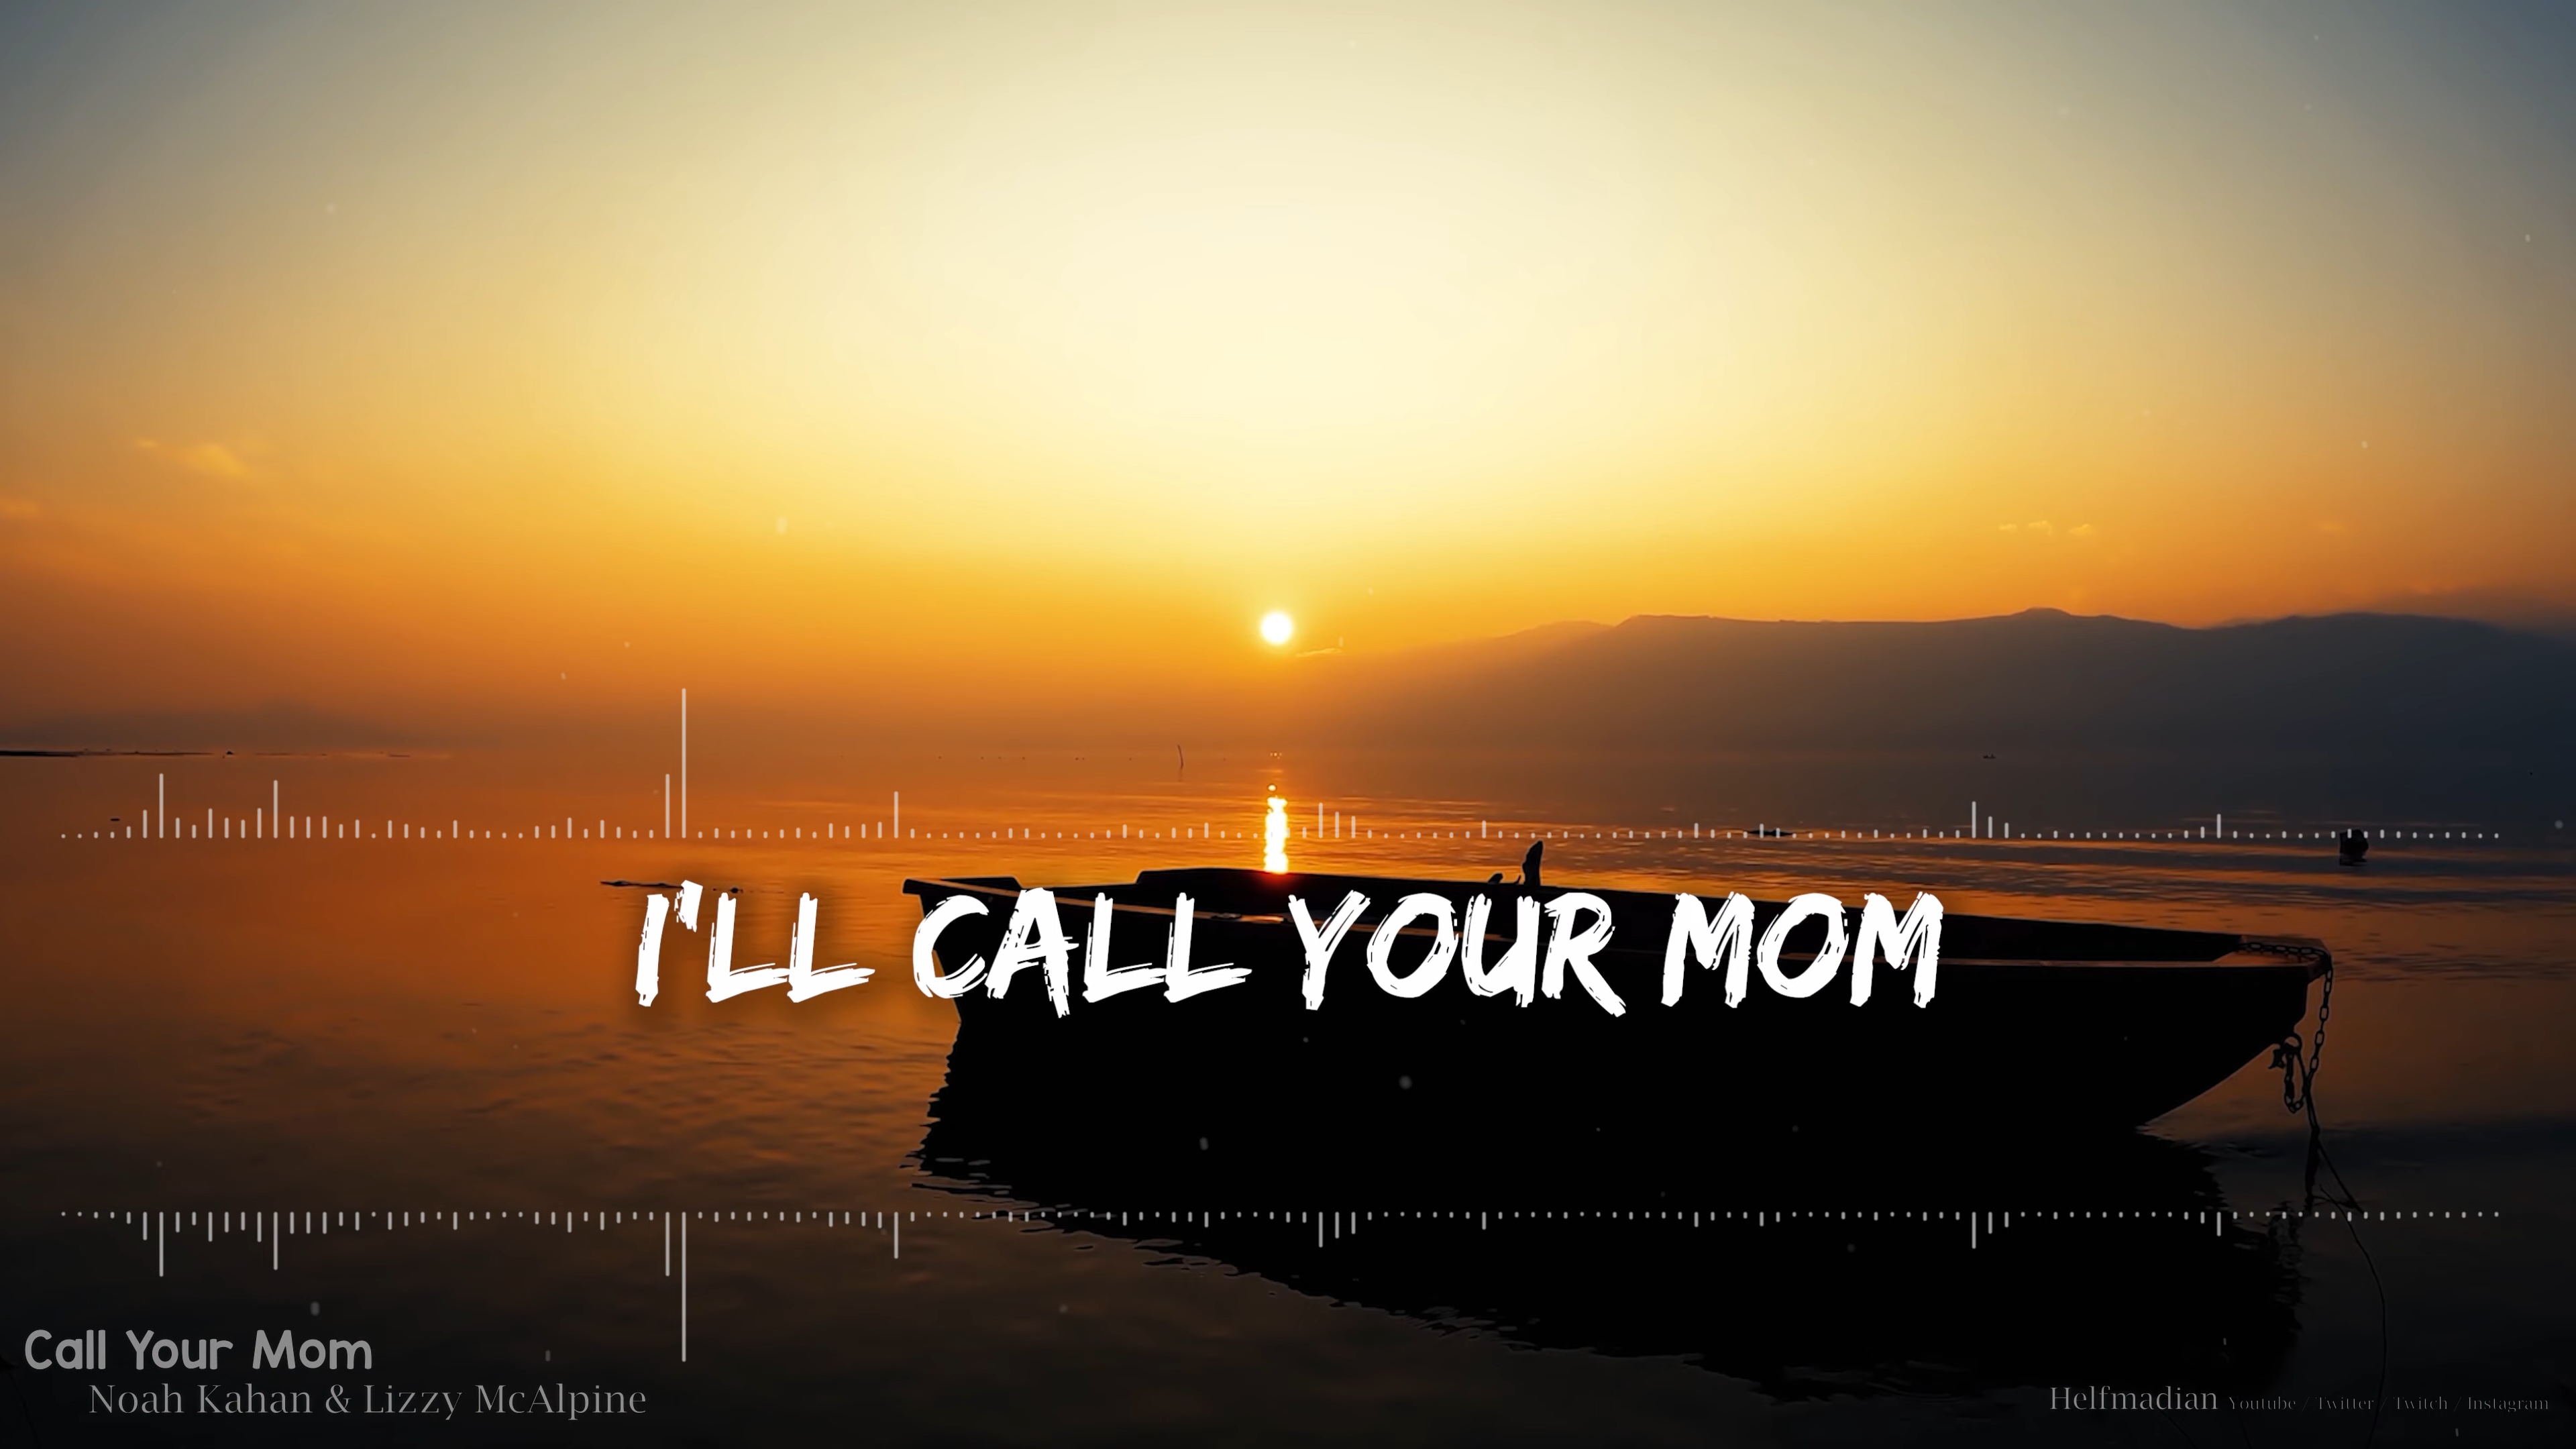 I'LL CALL YOUR MOM
Call Your Mom
Noah Kahan & Lizzy McAlpine
Helfmadian Youtube / Twitter / Twitch / Instagram